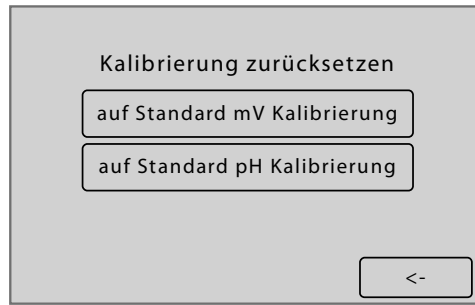 Kalibrierung zurücksetzen
auf Standard mV Kalibrierung
auf Standard pH Kalibrierung
<-